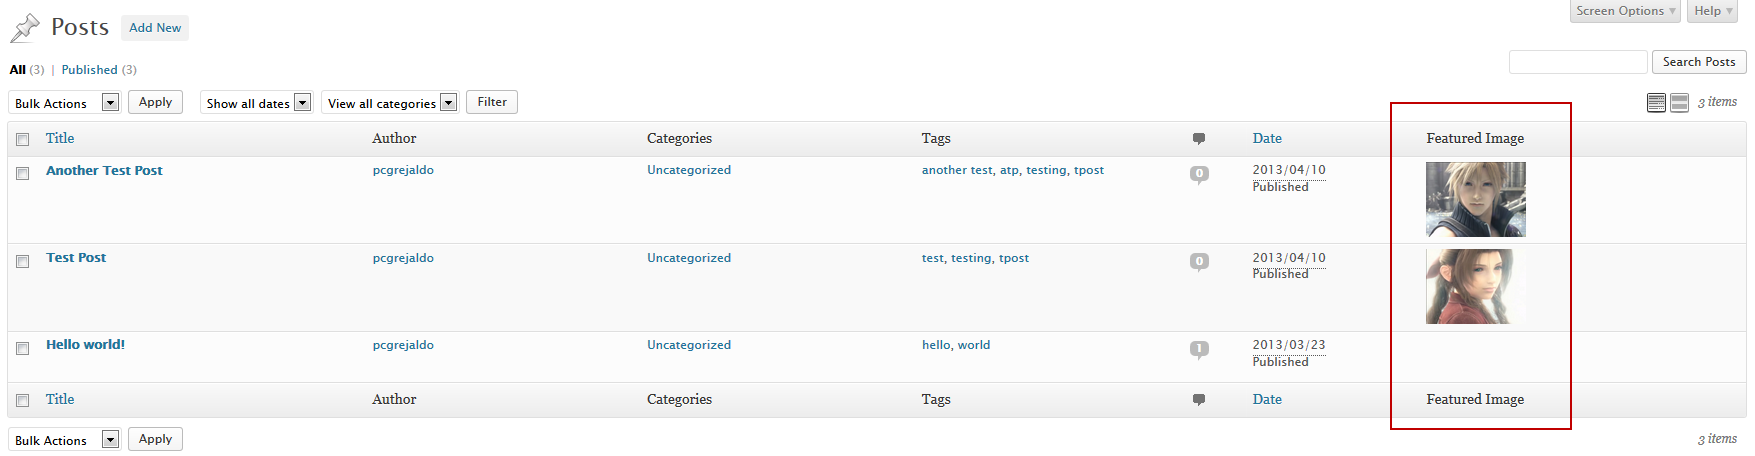 Screen Options Help
Posts Add New
All (3) | Published (3)
Search Posts
Bulk Actions Apply Show all dates View all categories Filter 3 items
Title Author Categories Tags Date Featured Image
Another Test Post pcgrejaldo Uncategorized another test, atp, testing, tpost 0 2013/04/10
Published
Test Post pcgrejaldo Uncategorized test, testing, tpost 0 2013/04/10
Published
Hello world! pcgrejaldo Uncategorized hello, world 1 2013/03/23
Published
Title Author Categories Tags Date Featured Image
Bulk Actions Apply 3 items